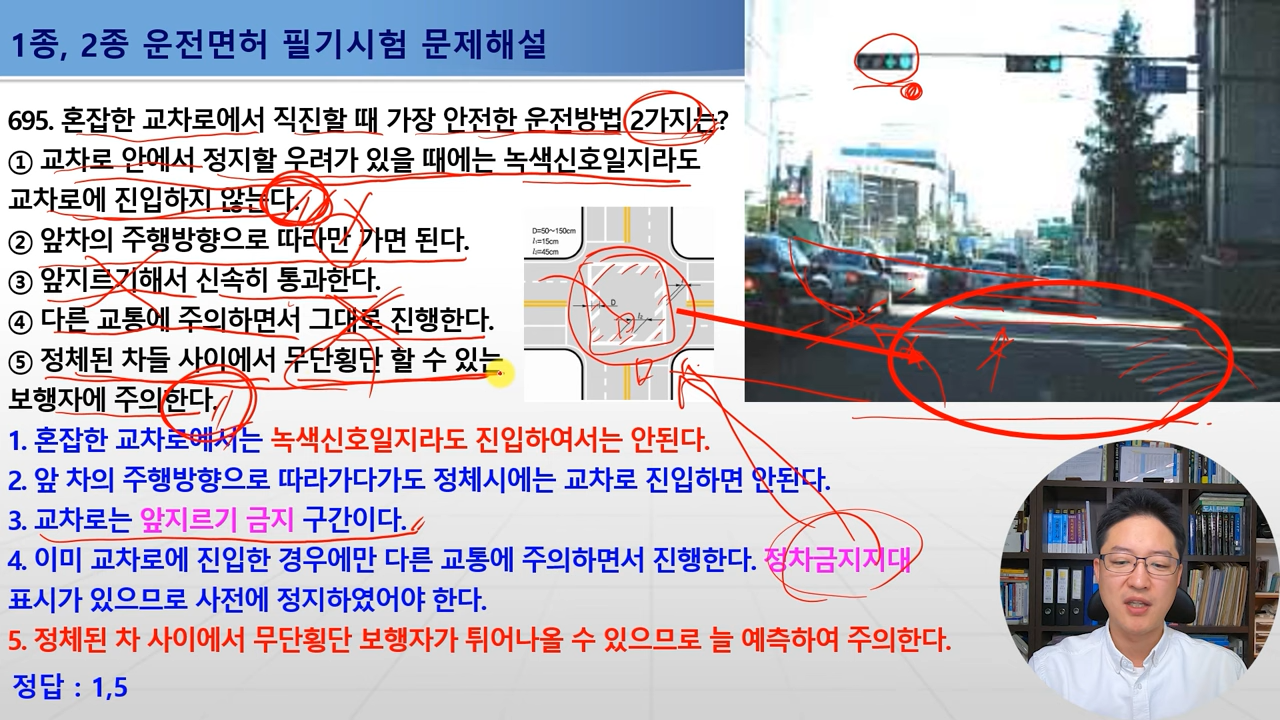 1종, 2종 운전면허 필기시험 문제해설
695. 혼잡한 교차로에서 직진할 때 가장 안전한 운전방법 2가지는?
① 교차로 안에서 정지할 우려가 있을 때에는 녹색신호일지라도
교차로에 진입하지 않는다.
② 앞차의 주행방향으로 따라만 가면 된다.
③ 앞지르기해서 신속히 통과한다.
④ 다른 교통에 주의하면서 그대로 진행한다.
⑤ 정체된 차들 사이에서 무단횡단 할 수 있는
보행자에 주의한다.
D=50~150cm
l₁=15cm
l₂=45cm
D
1. 혼잡한 교차로에서는 녹색신호일지라도 진입하여서는 안된다.
2. 앞 차의 주행방향으로 따라가다가도 정체시에는 교차로 진입하면 안된다.
3. 교차로는 앞지르기 금지 구간이다.
4. 이미 교차로에 진입한 경우에만 다른 교통에 주의하면서 진행한다. 정차금지지대
표시가 있으므로 사전에 정지하였어야 한다.
5. 정체된 차 사이에서 무단횡단 보행자가 튀어나올 수 있으므로 늘 예측하여 주의한다.
정답 : 1,5